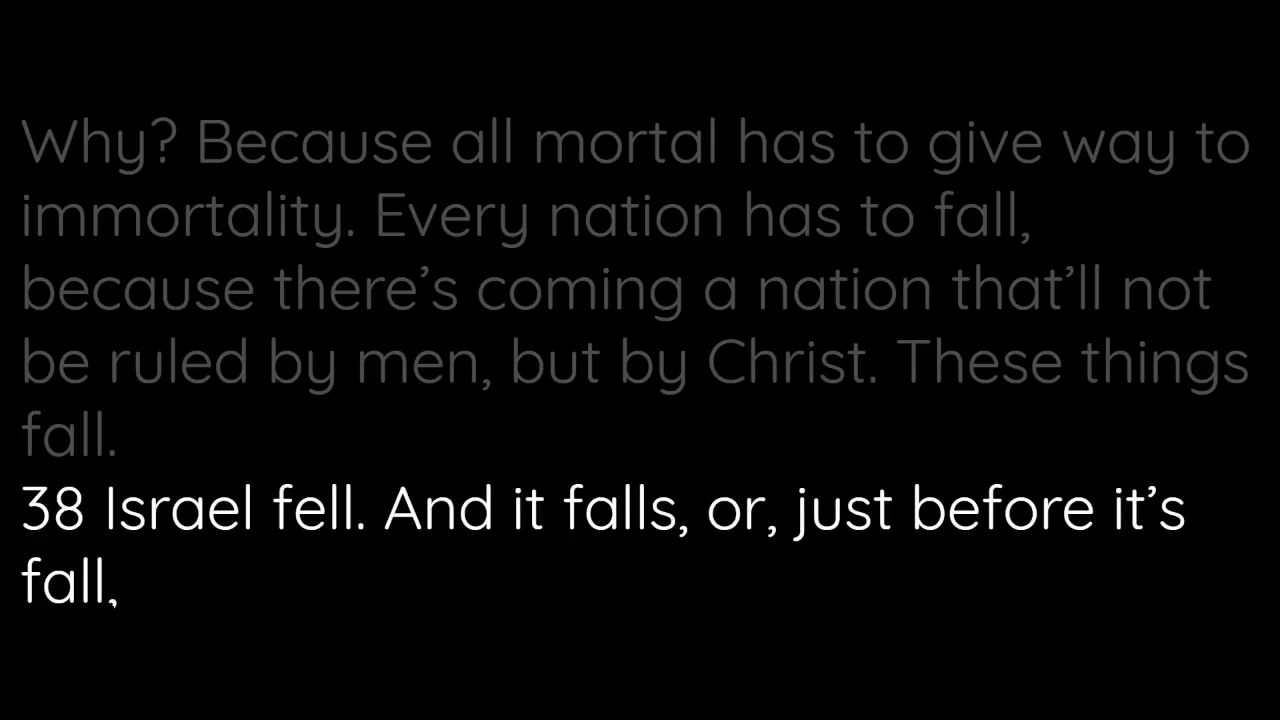 Why? Because all mortal has to give way to
immortality. Every nation has to fall,
because there’s coming a nation that’ll not
be ruled by men, but by Christ. These things
fall.
38 Israel fell. And it falls, or, just before it’s
fall,